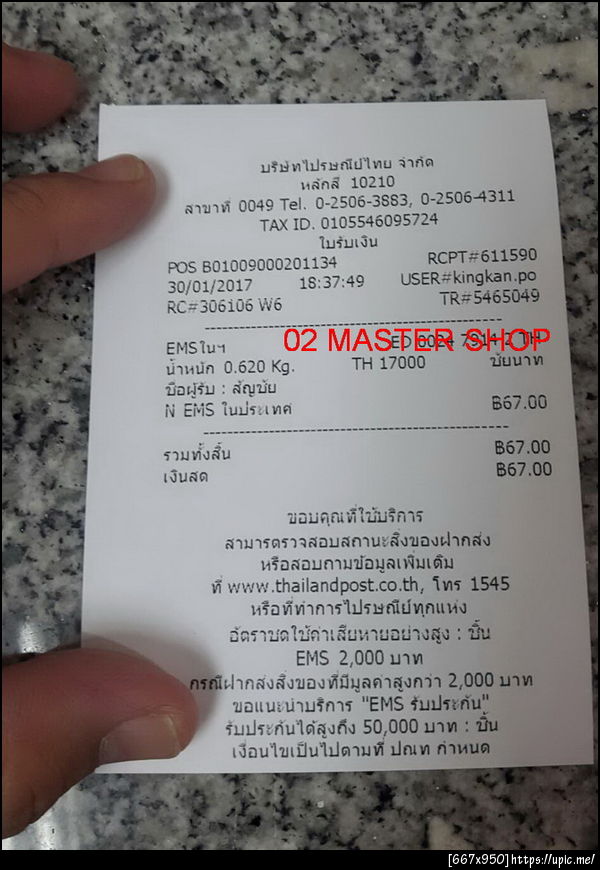 บริษัทไปรษณีย์ไทย จำกัด
หลักสี่ 10210
สาขาที่ 0049 Tel. 0-2506-3883, 0-2506-4311
TAX ID. 0105546095724
ใบรับเงิน
POS B01009000201134 RCPT#611590
30/01/2017 18:37:49 USER#kingkan.po
RC#306106 W6 TR#5465049
02 MASTER SHOP
EMSในฯ ED 6024 TH
น้ำหนัก 0.620 Kg. TH 17000 ชัยนาท
ชื่อผู้รับ : สัญชัย
N EMS ในประเทศ ฿67.00
รวมทั้งสิ้น ฿67.00
เงินสด ฿67.00
ขอบคุณที่ใช้บริการ
สามารตรวจสอบสถานะสิ่งของฝากส่ง
หรือสอบถามข้อมูลเพิ่มเติม
ที่ www.thailandpost.co.th, โทร 1545
หรือที่ทำการไปรษณีย์ทุกแห่ง
อัตราชดใช้ค่าเสียหายอย่างสูง : ชิ้น
EMS 2,000 บาท
กรณีฝากส่งสิ่งของที่มีมูลค่าสูงกว่า 2,000 บาท
ขอแนะนำบริการ "EMS รับประกัน"
รับประกันได้สูงถึง 50,000 บาท : ชิ้น
เงื่อนไขเป็นไปตามที่ ปณท กำหนด
[667x950]https://upic.me/